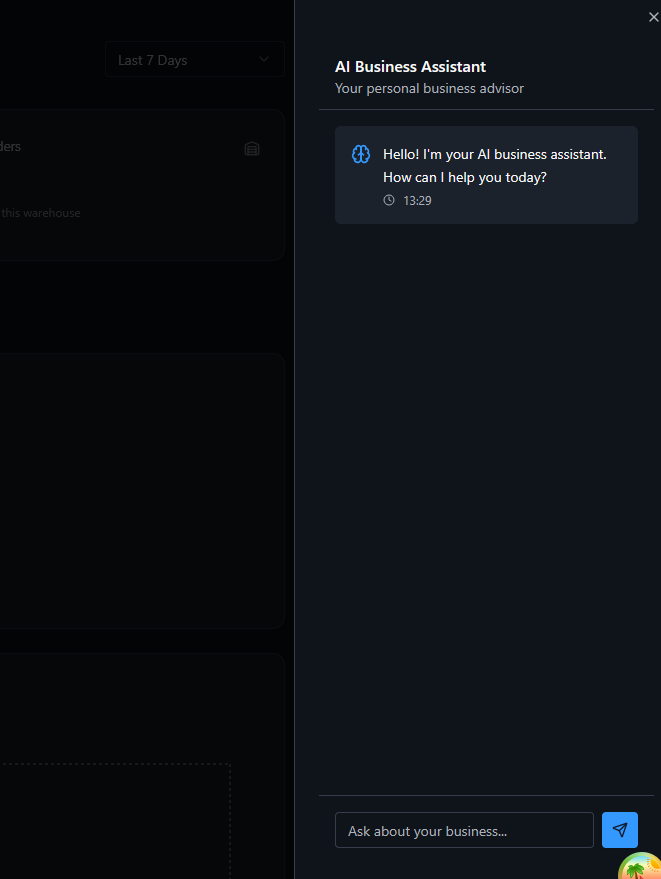 Last 7 Days
AI Business Assistant
Your personal business advisor
Hello! I'm your AI business assistant.
How can I help you today?
13:29
this warehouse
Ask about your business...